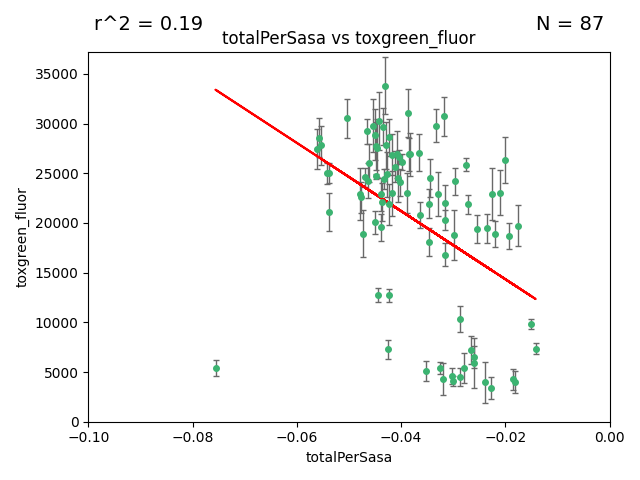 r^2 = 0.19
N = 87
totalPerSasa vs toxgreen_fluor
toxgreen_fluor
35000
30000
25000
20000
15000
10000
5000
0
−0.10
−0.08
−0.06
−0.04
−0.02
0.00
totalPerSasa